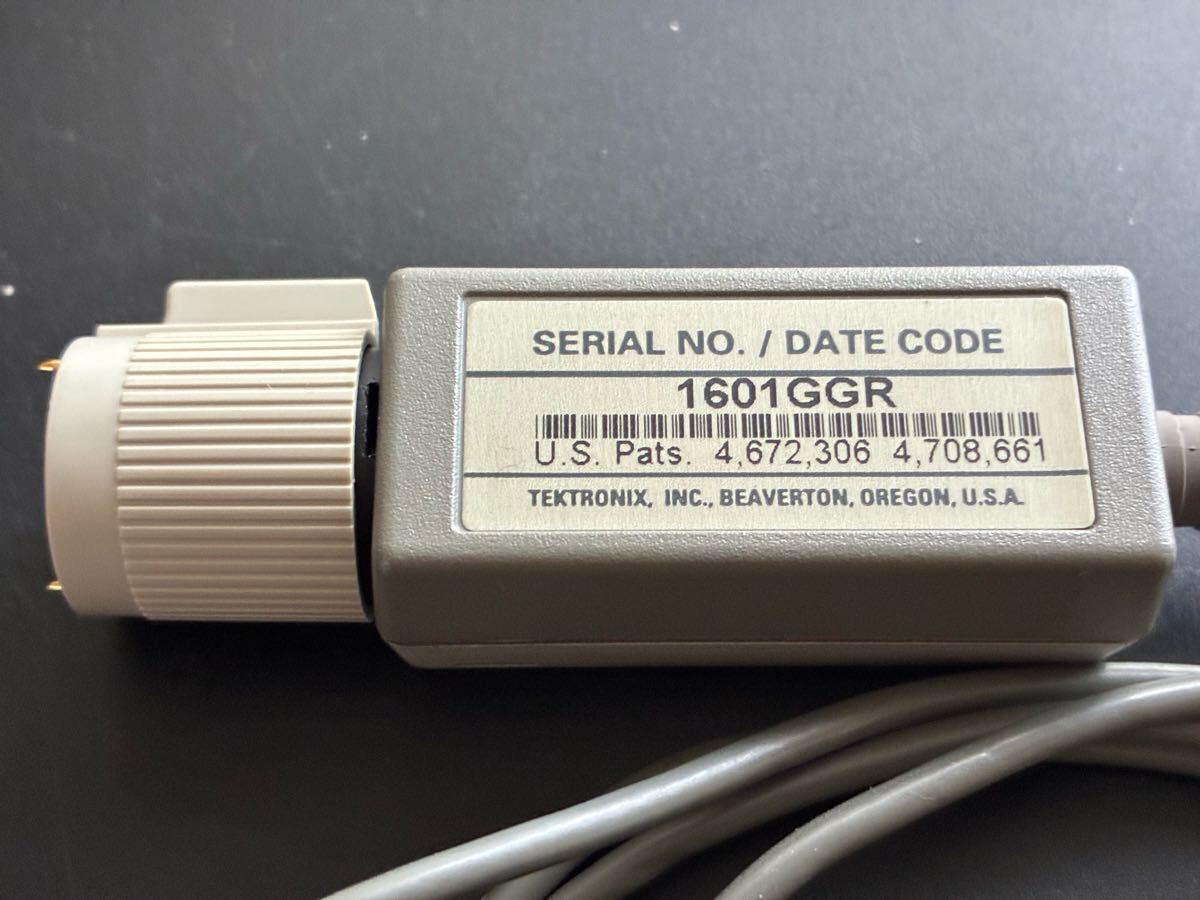 SERIAL NO. / DATE CODE
1601GGR
U.S. Pats. 4,672,306 4,708,661
TEKTRONIX, INC., BEAVERTON, OREGON, U.S.A.